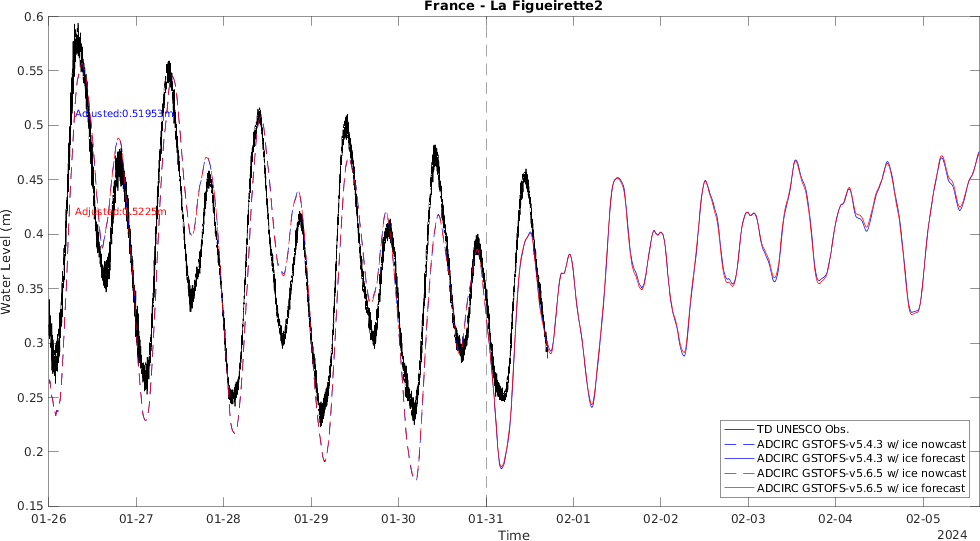 France - La Figueirette2
0.6
0.55
0.5
0.45
0.4
0.35
0.3
0.25
0.2
0.15
Water Level (m)
Adjusted:0.51953m
Adjusted:0.5225m
TD UNESCO Obs.
ADCIRC GSTOFS-v5.4.3 w/ ice nowcast
ADCIRC GSTOFS-v5.4.3 w/ ice forecast
ADCIRC GSTOFS-v5.6.5 w/ ice nowcast
ADCIRC GSTOFS-v5.6.5 w/ ice forecast
01-26 01-27 01-28 01-29 01-30 01-31 02-01 02-02 02-03 02-04 02-05
Time
2024